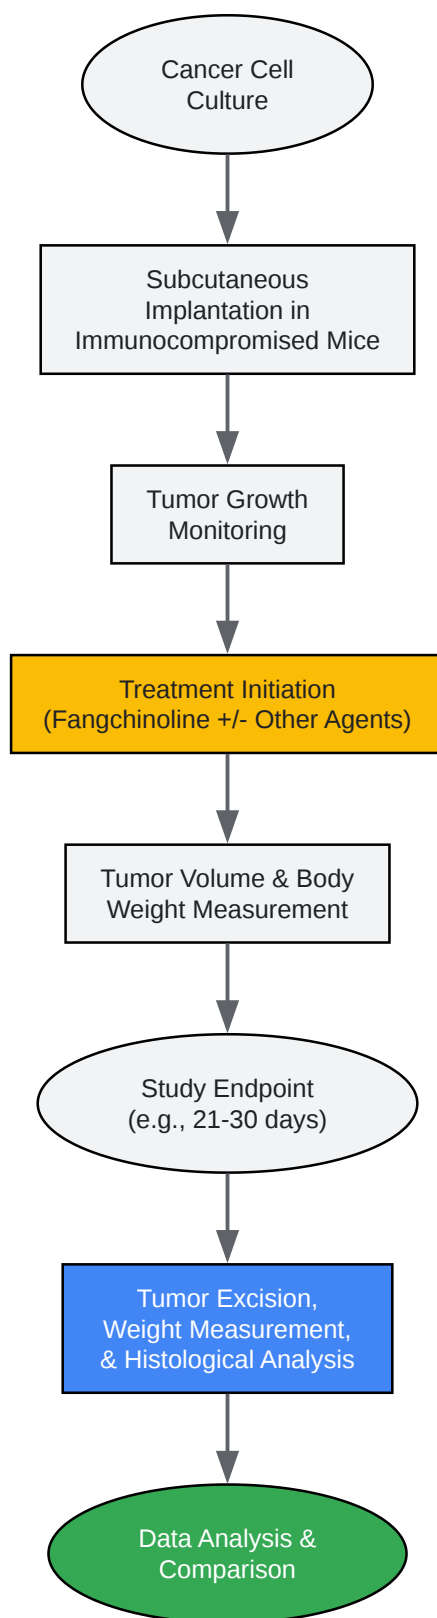 Cancer Cell
Culture
Subcutaneous
Implantation in
Immunocompromised Mice
Tumor Growth
Monitoring
Treatment Initiation
(Fangchinoline +/- Other Agents)
Tumor Volume & Body
Weight Measurement
Study Endpoint
(e.g., 21-30 days)
Tumor Excision,
Weight Measurement,
& Histological Analysis
Data Analysis &
Comparison